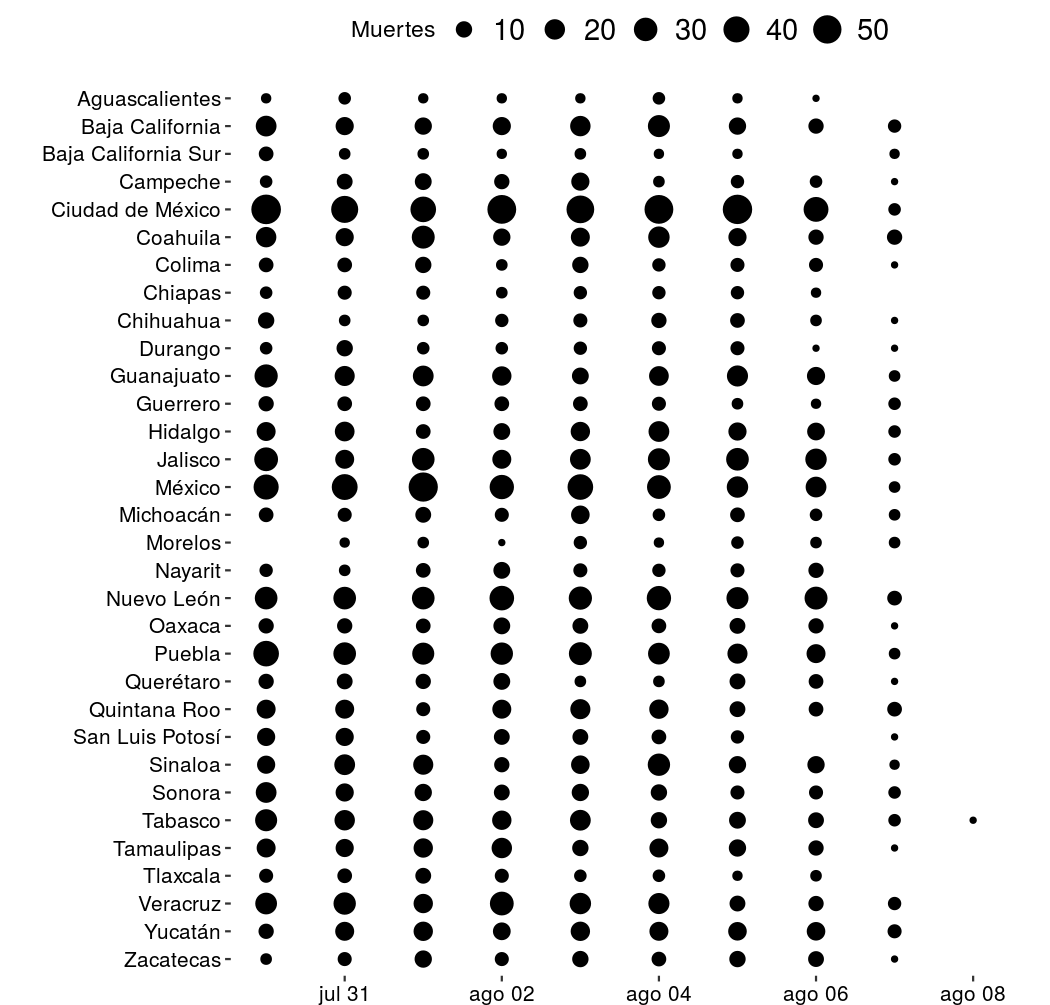 Muertes 10 20 30 40 50
Aguascalientes
Baja California
Baja California Sur
Campeche
Ciudad de México
Coahuila
Colima
Chiapas
Chihuahua
Durango
Guanajuato
Guerrero
Hidalgo
Jalisco
México
Michoacán
Morelos
Nayarit
Nuevo León
Oaxaca
Puebla
Querétaro
Quintana Roo
San Luis Potosí
Sinaloa
Sonora
Tabasco
Tamaulipas
Tlaxcala
Veracruz
Yucatán
Zacatecas
jul 31 ago 02 ago 04 ago 06 ago 08